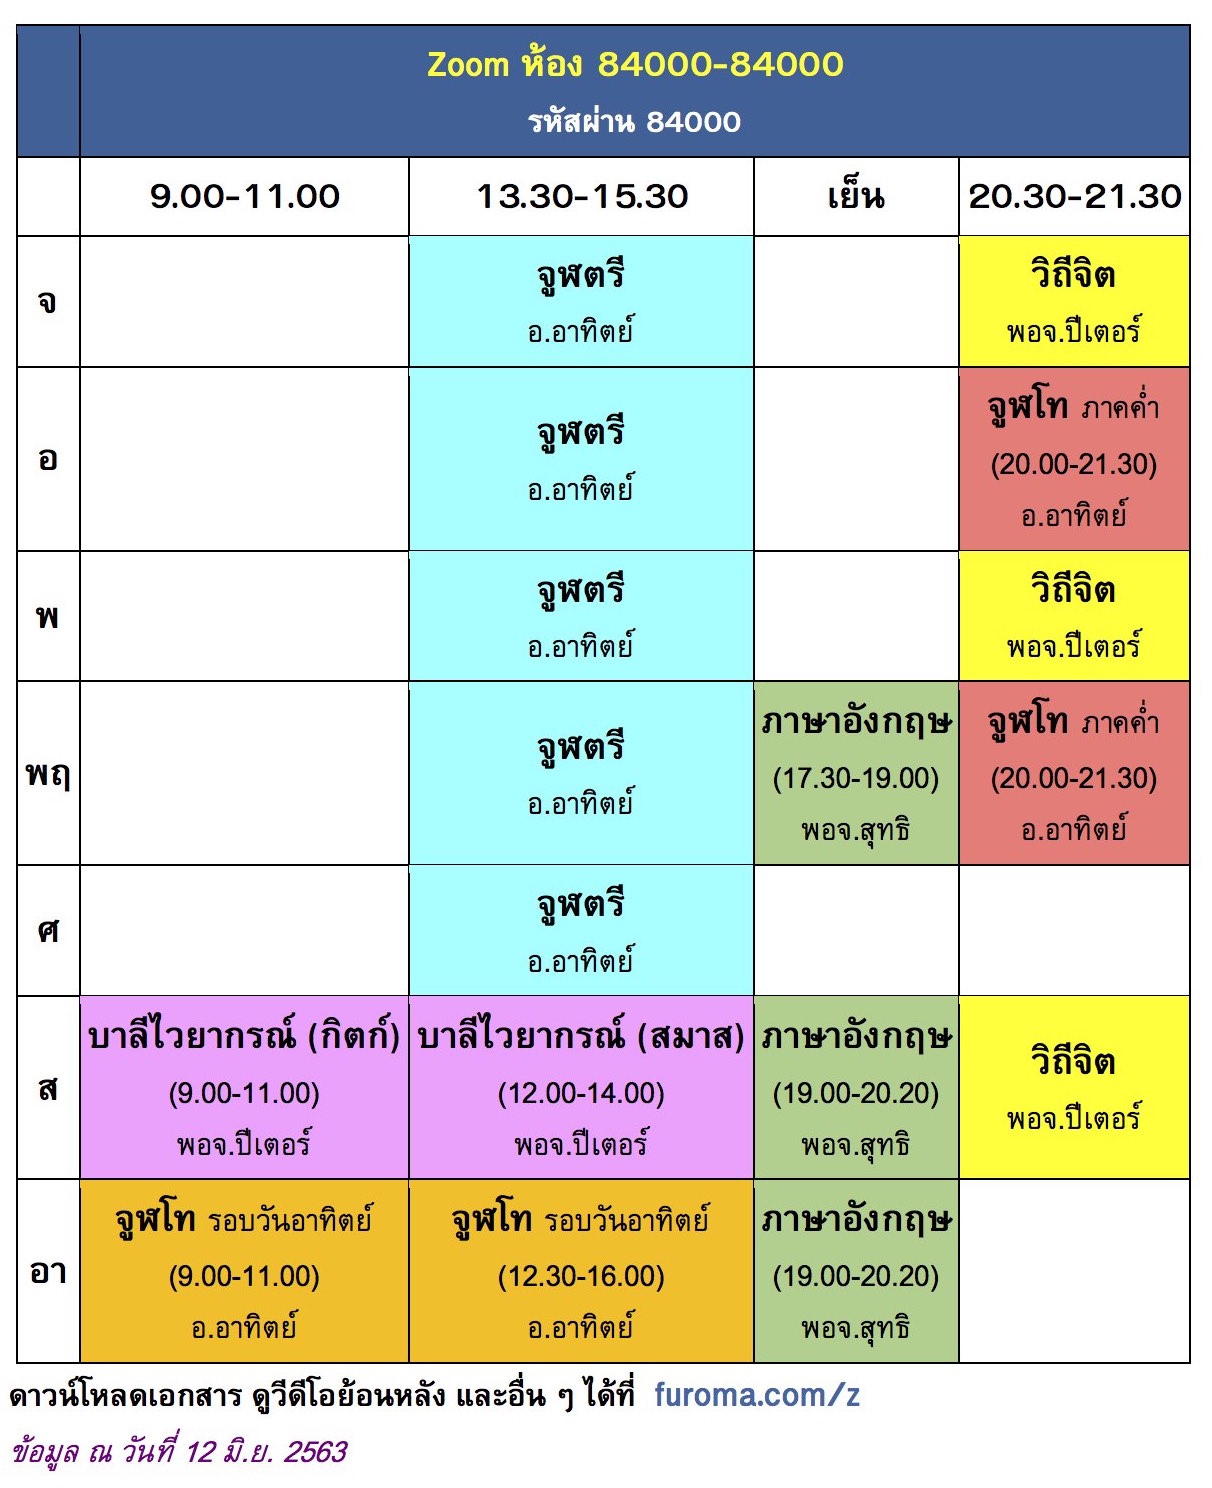 Zoom ห้อง 84000-84000
รหัสผ่าน 84000
9.00-11.00 13.30-15.30 เย็น 20.30-21.30
จ
จูฬตรี
อ.อาทิตย์
วิถีจิต
พอจ.ปีเตอร์
อ
จูฬตรี
อ.อาทิตย์
จูฬโท ภาคค่ำ
(20.00-21.30)
อ.อาทิตย์
พ
จูฬตรี
อ.อาทิตย์
วิถีจิต
พอจ.ปีเตอร์
พฤ
จูฬตรี
อ.อาทิตย์
ภาษาอังกฤษ
(17.30-19.00)
พอจ.สุทธิ
จูฬโท ภาคค่ำ
(20.00-21.30)
อ.อาทิตย์
ศ
จูฬตรี
อ.อาทิตย์
ส
บาลีไวยากรณ์ (กิตก์)
(9.00-11.00)
พอจ.ปีเตอร์
บาลีไวยากรณ์ (สมาส)
(12.00-14.00)
พอจ.ปีเตอร์
ภาษาอังกฤษ
(19.00-20.20)
พอจ.สุทธิ
วิถีจิต
พอจ.ปีเตอร์
อา
จูฬโท รอบวันอาทิตย์
(9.00-11.00)
อ.อาทิตย์
จูฬโท รอบวันอาทิตย์
(12.30-16.00)
อ.อาทิตย์
ภาษาอังกฤษ
(19.00-20.20)
พอจ.สุทธิ
ดาวน์โหลดเอกสาร ดูวีดีโอย้อนหลัง และอื่น ๆ ได้ที่ furoma.com/z
ข้อมูล ณ วันที่ 12 มิ.ย. 2563